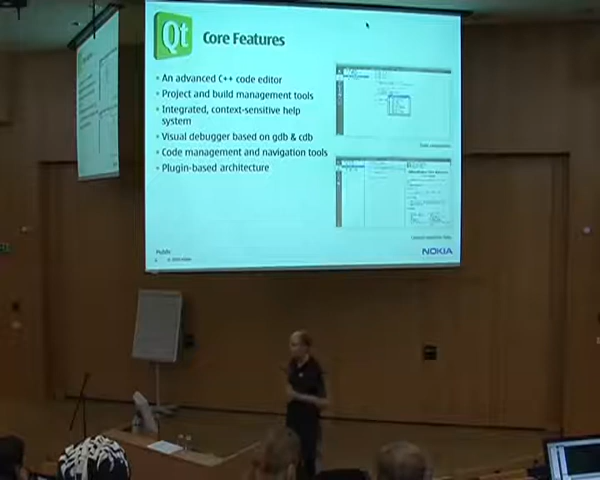 Qt
Core Features
An advanced C++ code editor
Project and build management tools
Integrated, context-sensitive help
system
Visual debugger based on gdb & cdb
Code management and navigation tools
Plugin-based architecture
Public
NOKIA